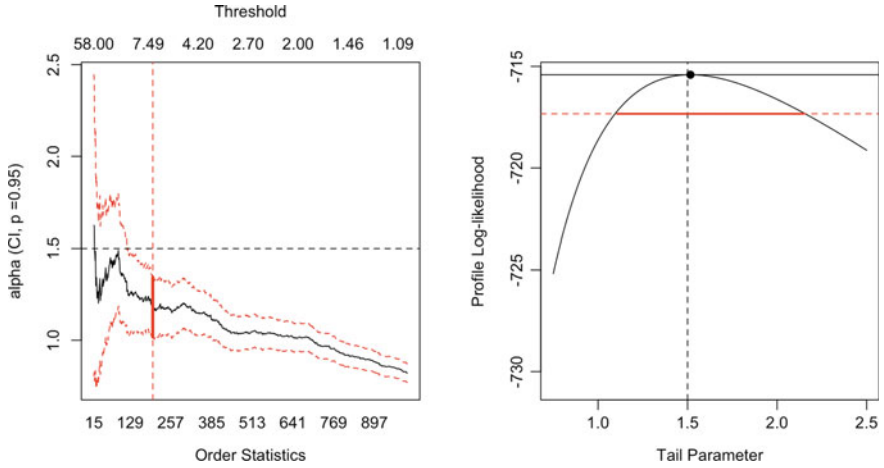 Threshold
58.00 7.49 4.20 2.70 2.00 1.46 1.09
2.5
2.0
1.5
1.0
alpha (CI, p =0.95)
15 129 257 385 513 641 769 897
Order Statistics
-715
-720
-725
-730
Profile Log-likelihood
1.0 1.5 2.0 2.5
Tail Parameter